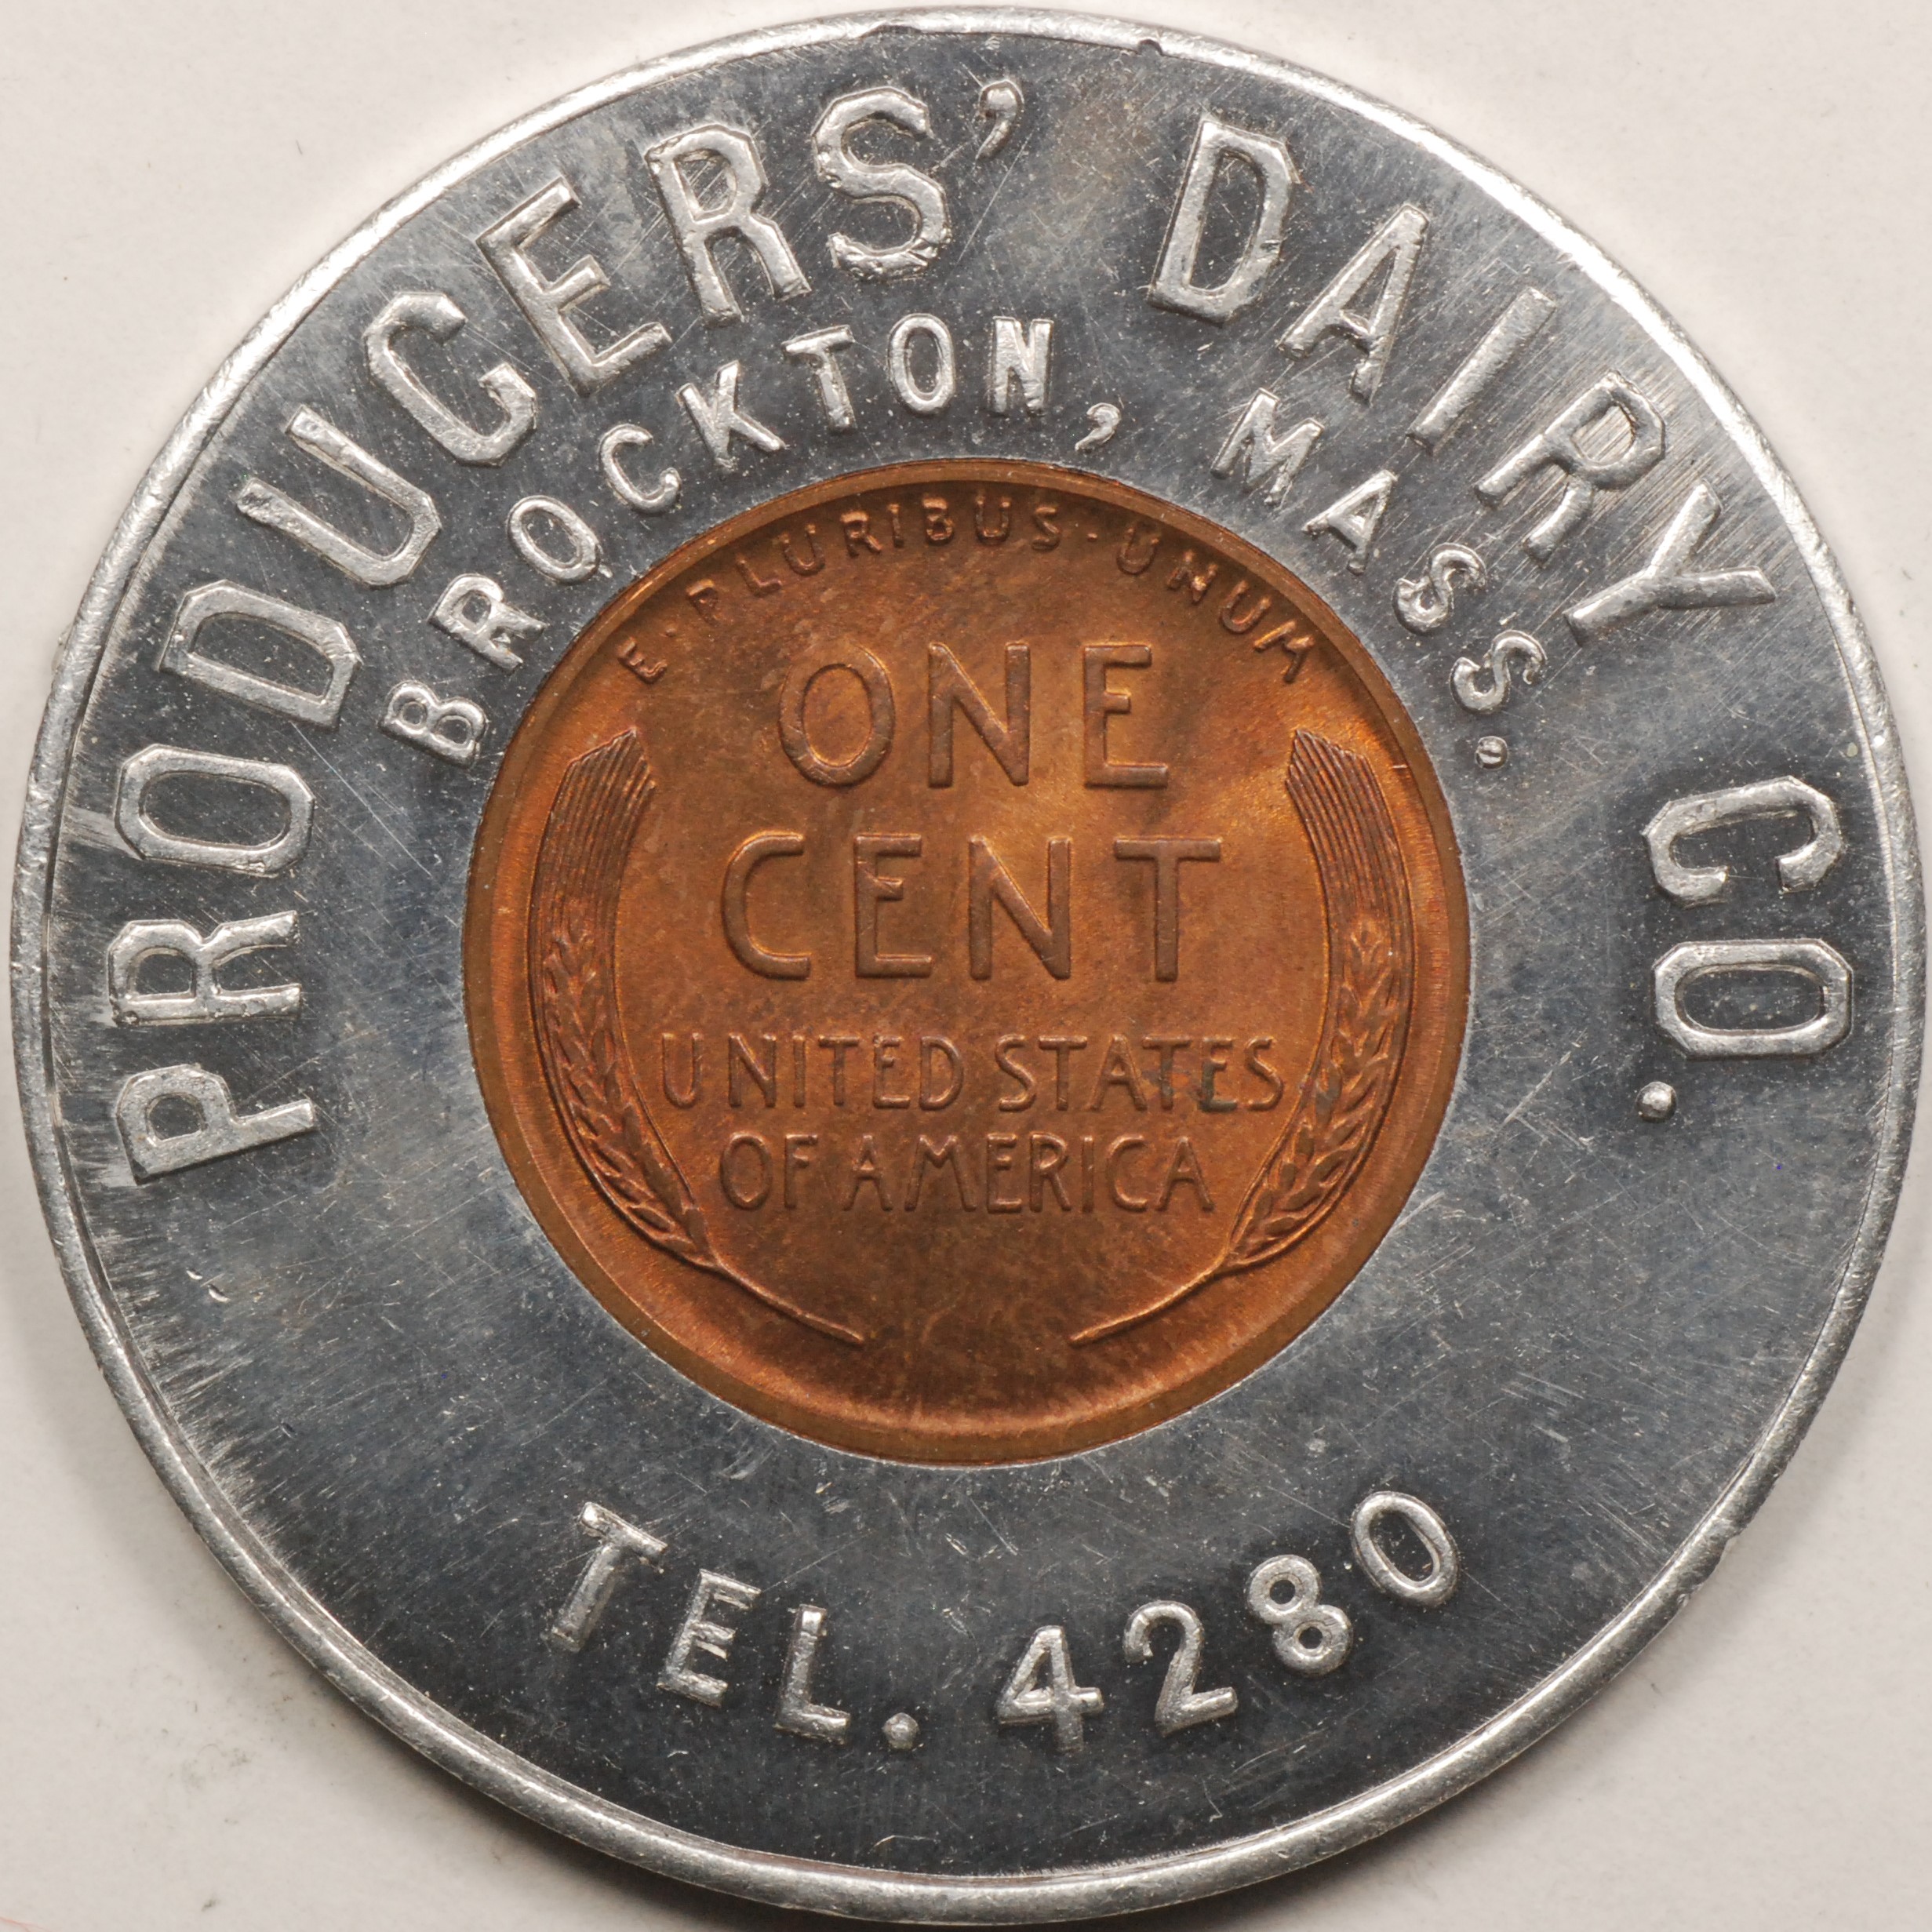 PRODUCERS' DAIRY CO.
BROCKTON, MASS.
E·PLURIBUS·UNUM
ONE
CENT
UNITED STATES
OF AMERICA
TEL. 4280